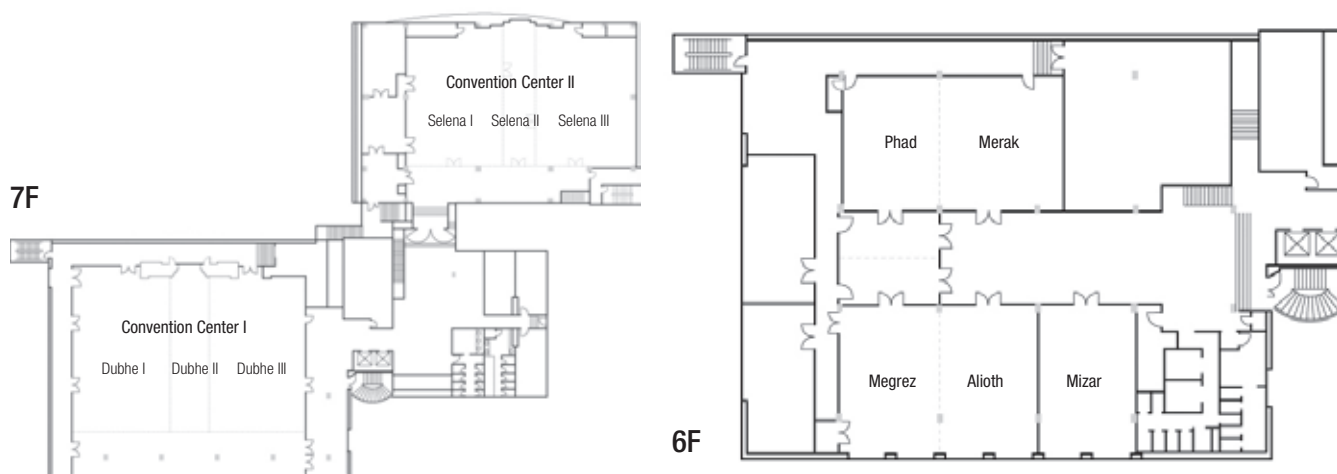 Convention Center II
Selena I Selena II Selena III
7F
Convention Center I
Dubhe I Dubhe II Dubhe III
Phad Merak
Megrez Alioth Mizar
6F